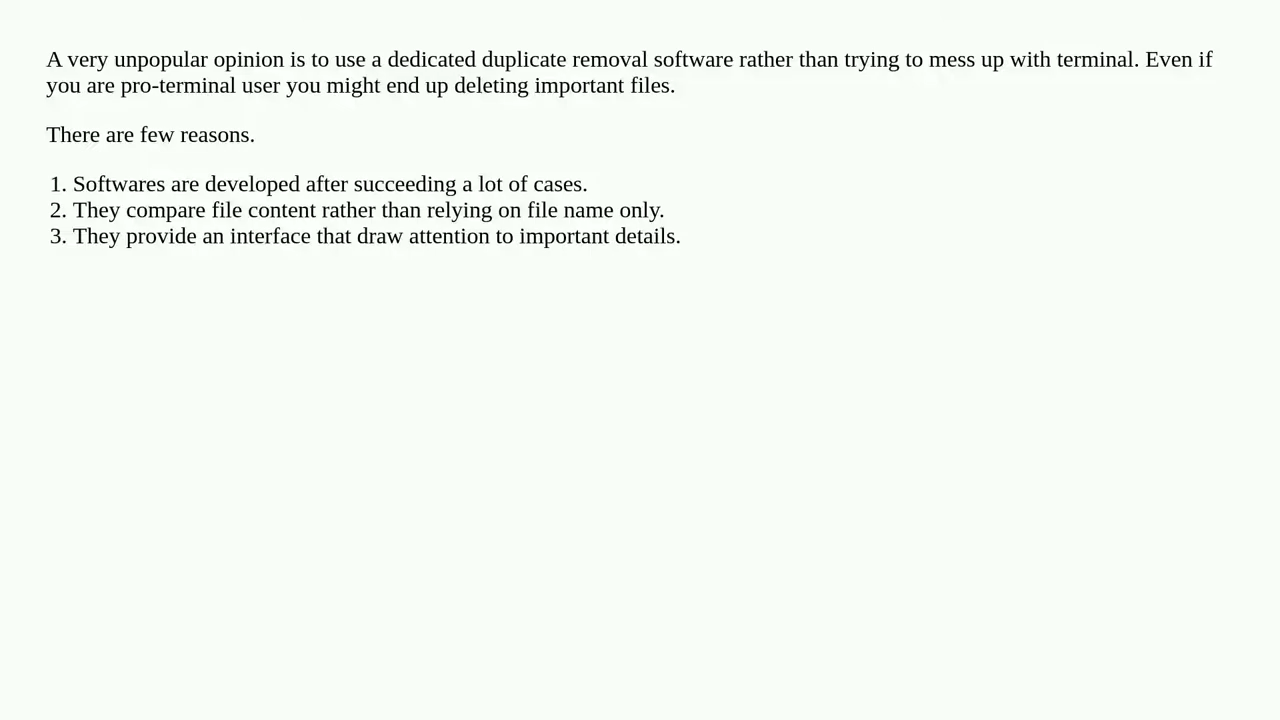 A very unpopular opinion is to use a dedicated duplicate removal software rather than trying to mess up with terminal. Even if
you are pro-terminal user you might end up deleting important files.
There are few reasons.
1. Softwares are developed after succeeding a lot of cases.
2. They compare file content rather than relying on file name only.
3. They provide an interface that draw attention to important details.